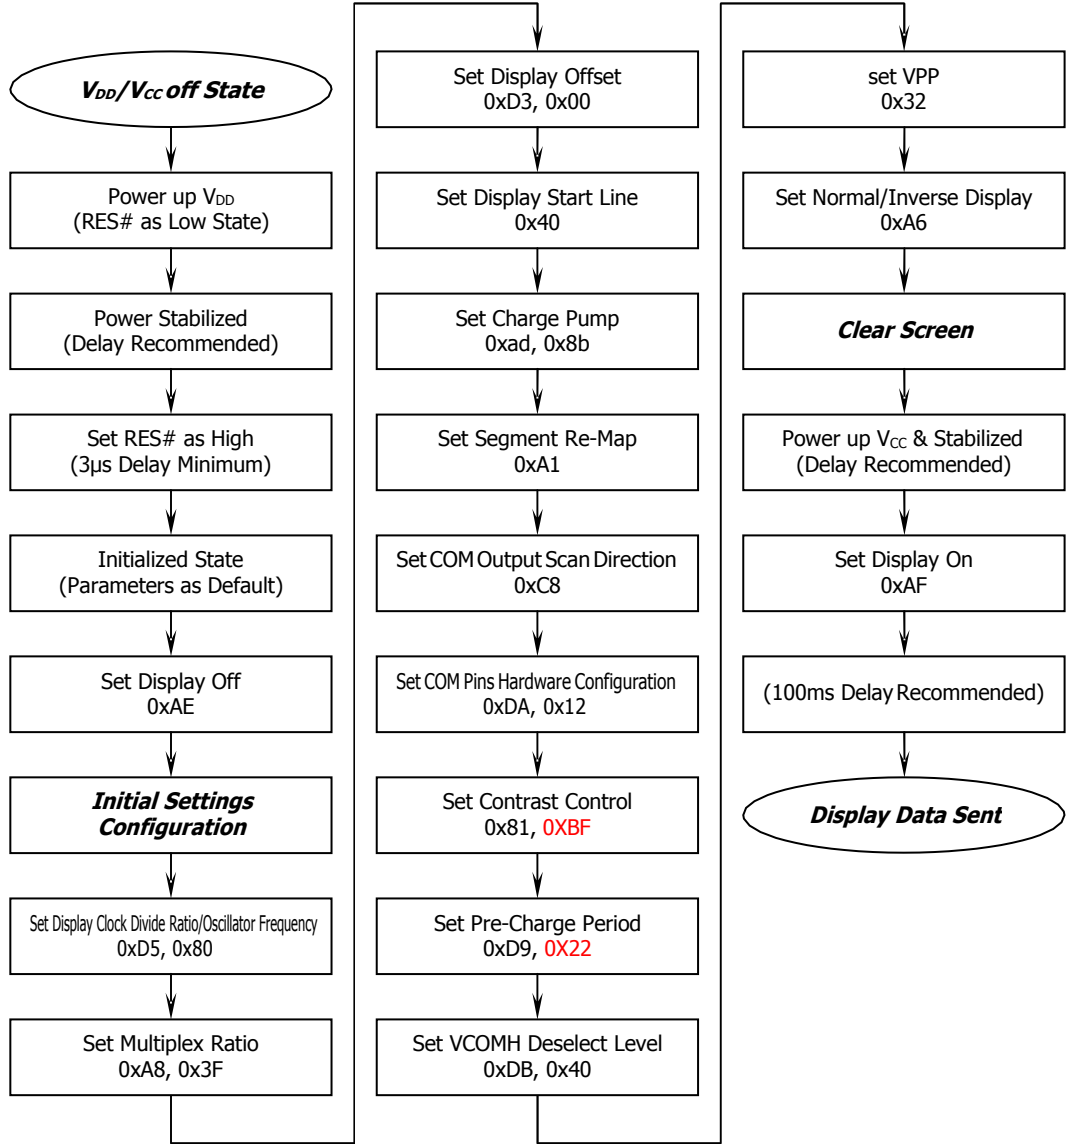 VDD/VCC off State
Power up VDD
(RES# as Low State)
Power Stabilized
(Delay Recommended)
Set RES# as High
(3μs Delay Minimum)
Initialized State
(Parameters as Default)
Set Display Off
0xAE
Initial Settings
Configuration
Set Display Clock Divide Ratio/Oscillator Frequency
0xD5, 0x80
Set Multiplex Ratio
0xA8, 0x3F
Set Display Offset
0xD3, 0x00
Set Display Start Line
0x40
Set Charge Pump
0xad, 0x8b
Set Segment Re-Map
0xA1
Set COM Output Scan Direction
0xC8
Set COM Pins Hardware Configuration
0xDA, 0x12
Set Contrast Control
0x81, 0XBF
Set Pre-Charge Period
0xD9, 0X22
Set VCOMH Deselect Level
0xDB, 0x40
set VPP
0x32
Set Normal/Inverse Display
0xA6
Clear Screen
Power up VCC & Stabilized
(Delay Recommended)
Set Display On
0xAF
(100ms Delay Recommended)
Display Data Sent